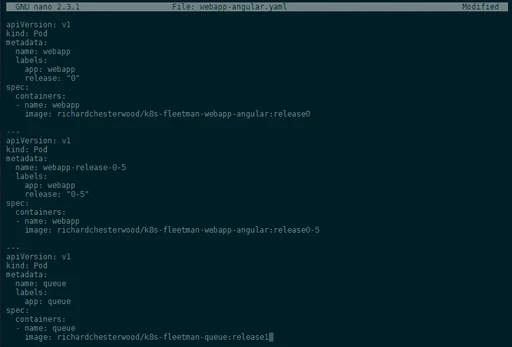 GNU nano 2.3.1 File: webapp-angular.yaml Modified
apiVersion: v1
kind: Pod
metadata:
  name: webapp
  labels:
    app: webapp
    release: "0"
spec:
  containers:
  - name: webapp
    image: richardchesterwood/k8s-fleetman-webapp-angular:release0
---
apiVersion: v1
kind: Pod
metadata:
  name: webapp-release-0-5
  labels:
    app: webapp
    release: "0-5"
spec:
  containers:
  - name: webapp
    image: richardchesterwood/k8s-fleetman-webapp-angular:release0-5
---
apiVersion: v1
kind: Pod
metadata:
  name: queue
  labels:
    app: queue
spec:
  containers:
  - name: queue
    image: richardchesterwood/k8s-fleetman-queue:release1